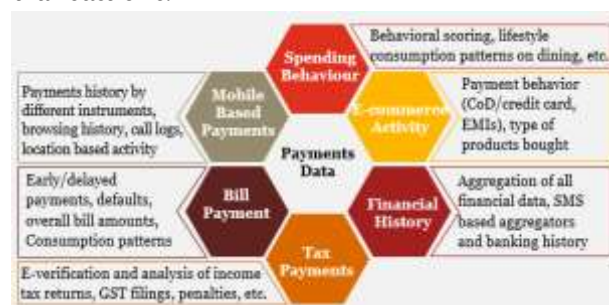 Behavioral scoring, lifestyle
consumption patterns on dining, etc.
Spending
Behaviour
Payments history by
different instruments,
browsing history, call logs,
location based activity
Mobile
Based
Payments
E-commerce
Activity
Payment behavior
(CoD/credit card,
EMIs), type of
products bought
Payments
Data
Early/delayed
payments, defaults,
overall bill amounts,
Consumption patterns
Bill
Payment
Financial
History
Aggregation of all
financial data, SMS
based aggregators
and banking history
Tax
Payments
E-verification and analysis of income
tax returns, GST filings, penalties, etc.